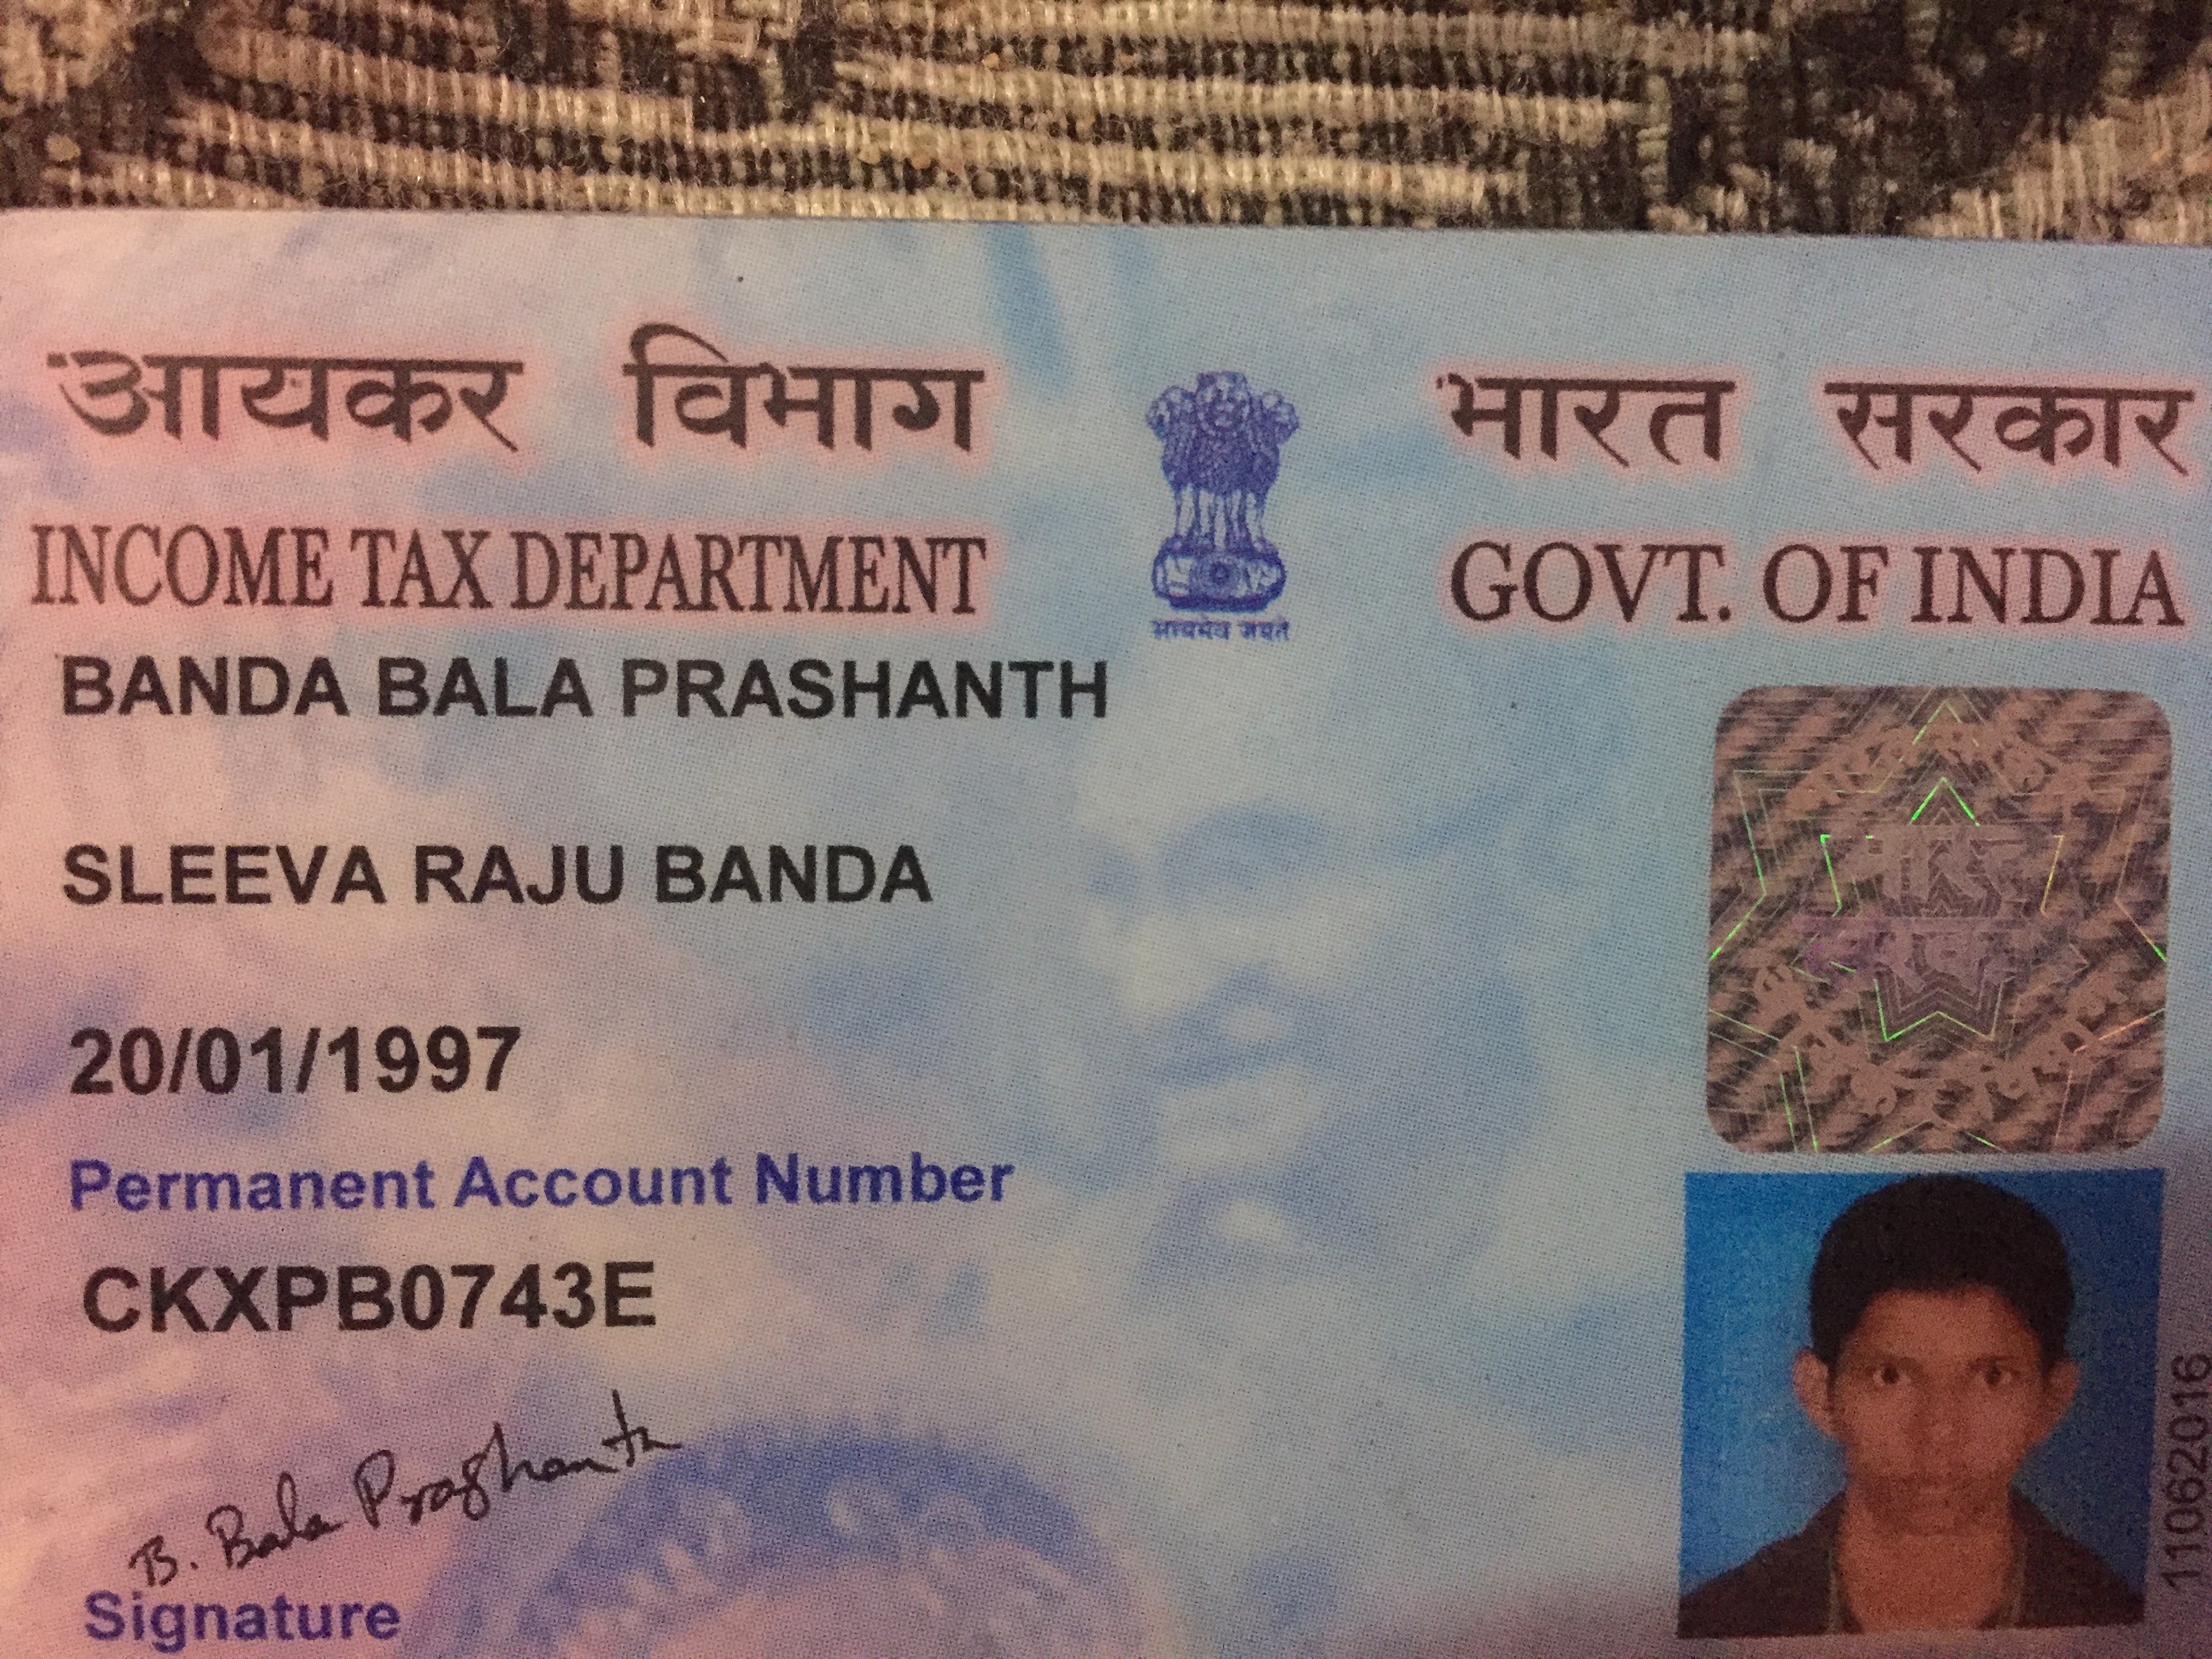 आयकर विभाग
INCOME TAX DEPARTMENT
सत्यमेव जयते
भारत सरकार
GOVT. OF INDIA
BANDA BALA PRASHANTH
SLEEVA RAJU BANDA
20/01/1997
Permanent Account Number
CKXPB0743E
B. Bala Prashanth
Signature
भारत
11062016